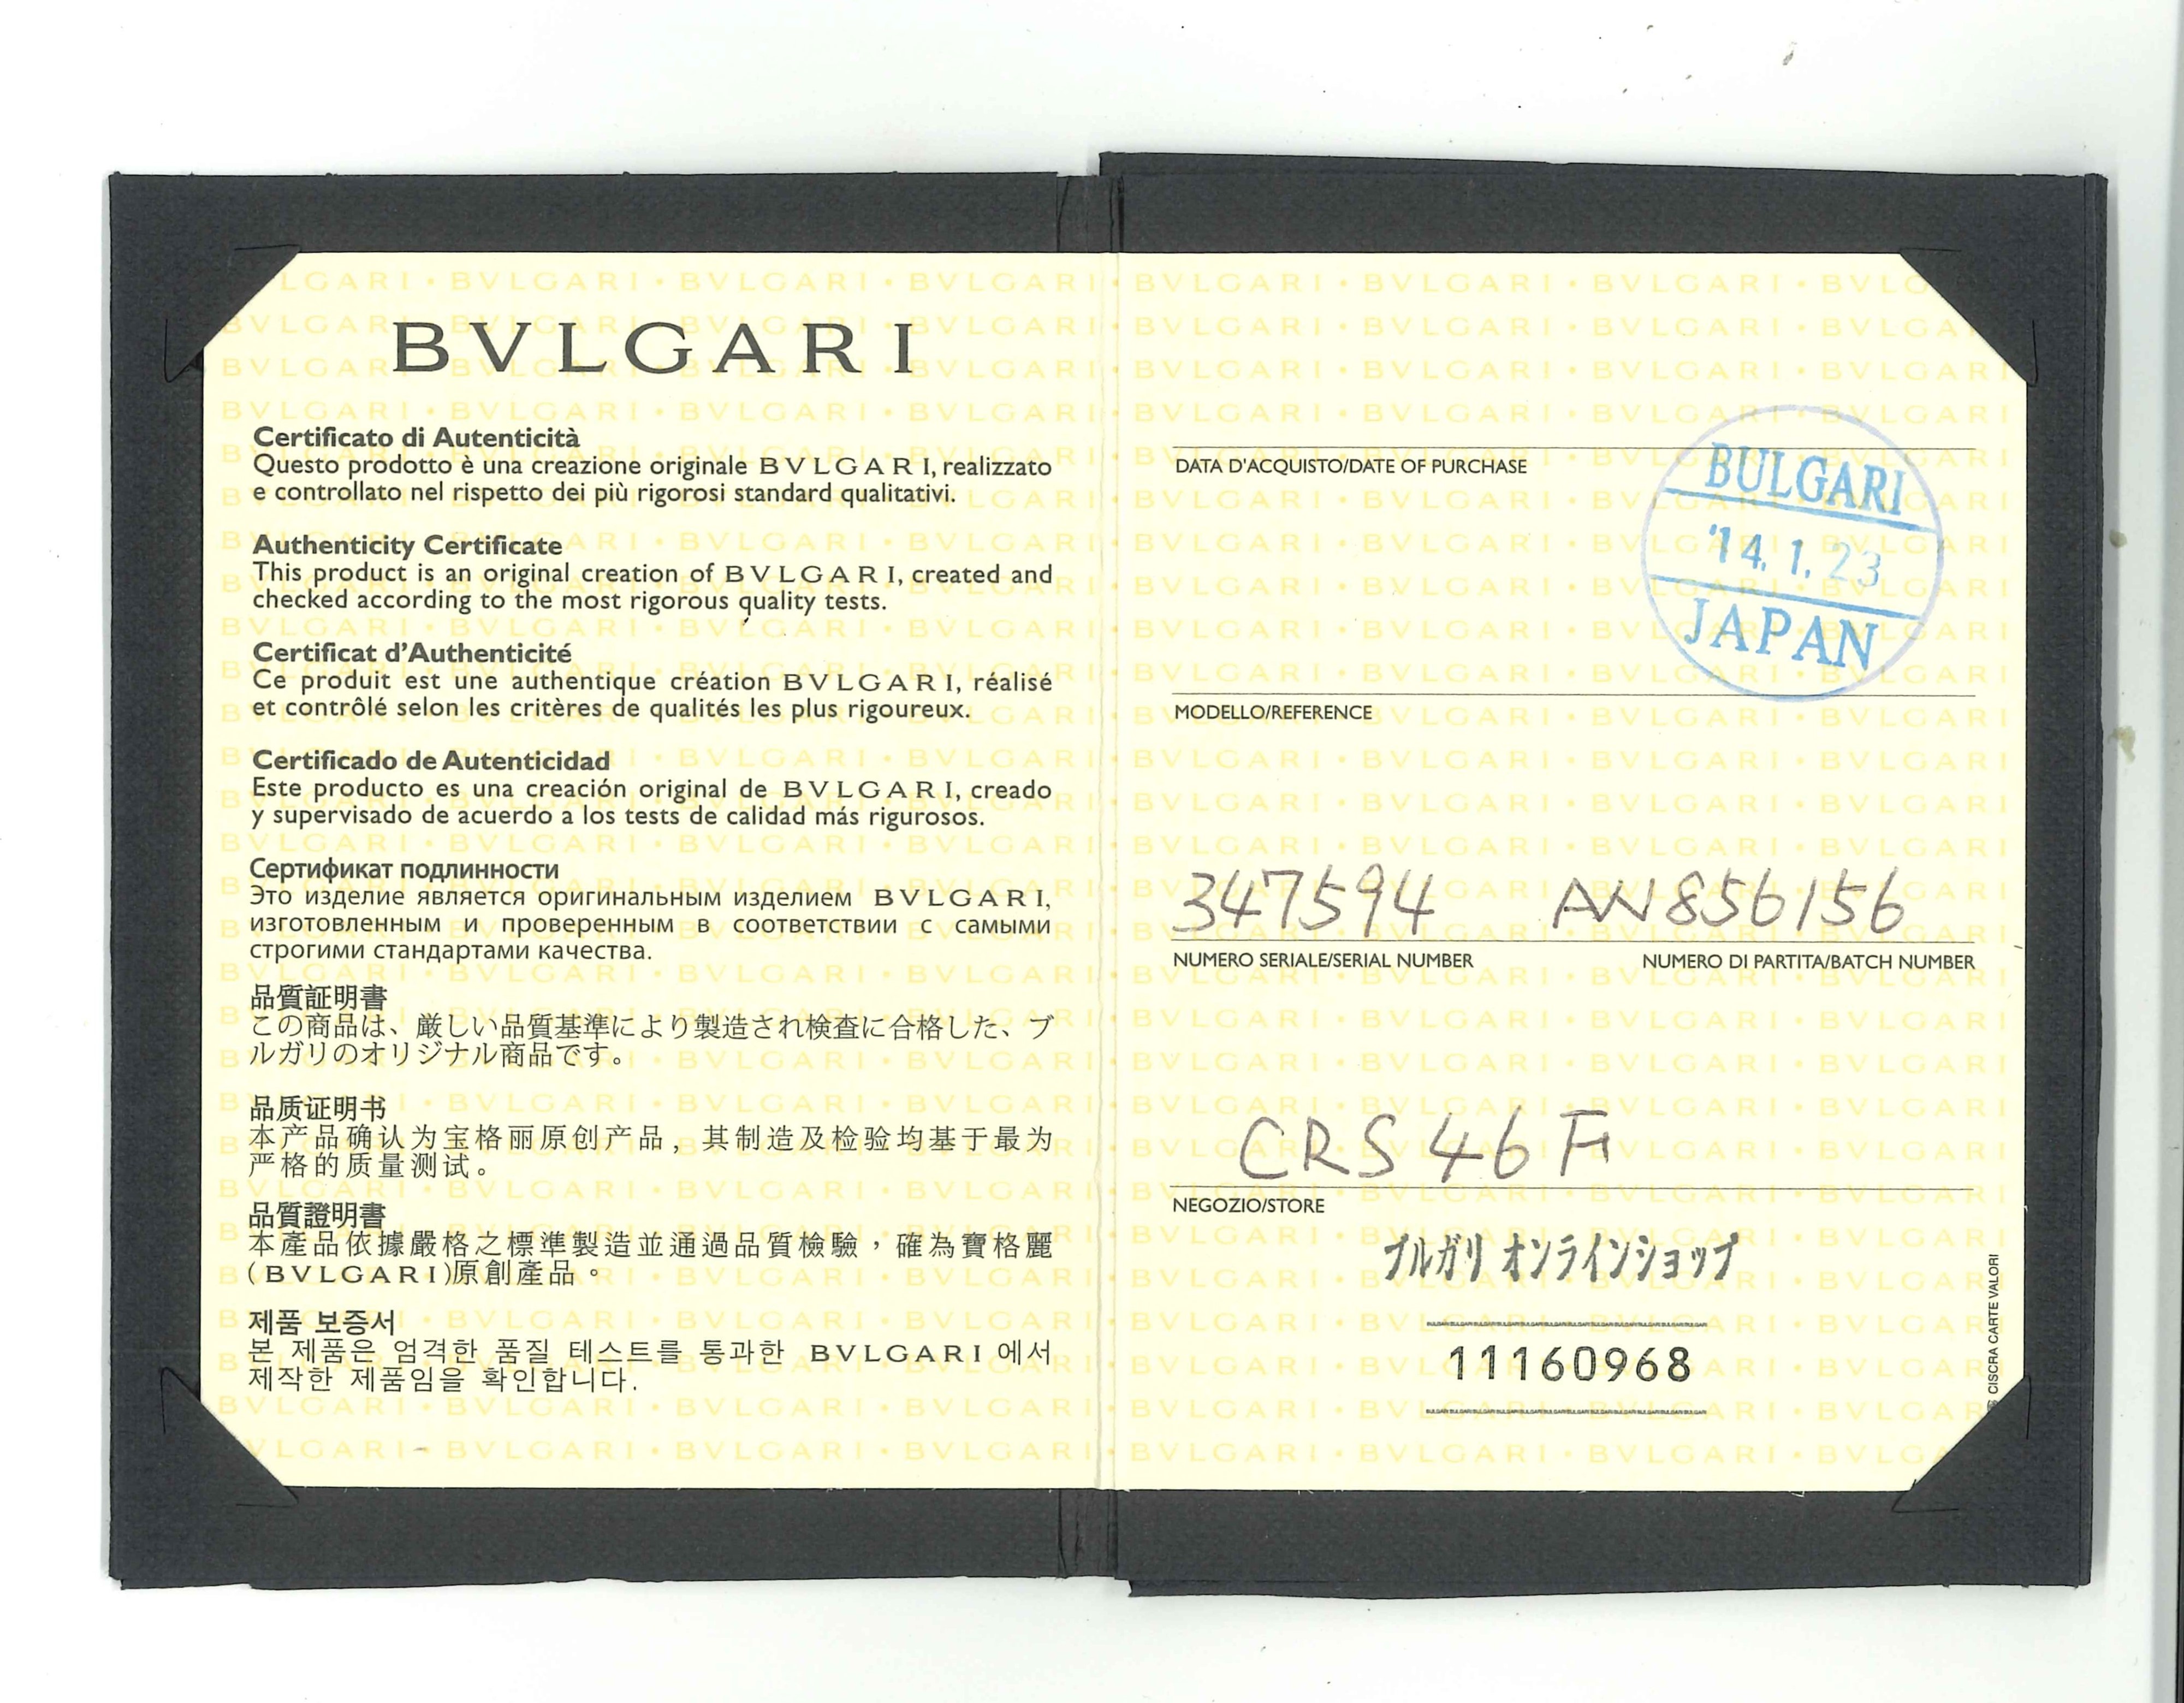 BVLGARI
Certificato di Autenticità
Questo prodotto è una creazione originale BVLGARI, realizzato
e controllato nel rispetto dei più rigorosi standard qualitativi.
Authenticity Certificate
This product is an original creation of BVLGARI, created and
checked according to the most rigorous quality tests.
Certificat d'Authenticité
Ce produit est une authentique création BVLGARI, réalisé
et contrôlé selon les critères de qualités les plus rigoureux.
Certificado de Autenticidad
Este producto es una creación original de BVLGARI, creado
y supervisado de acuerdo a los tests de calidad más rigurosos.
Сертификат подлинности
Это изделие является оригинальным изделием BVLGARI,
изготовленным и проверенным в соответствии с самыми
строгими стандартами качества.
品質証明書
この商品は、厳しい品質基準により製造され検査に合格した、ブ
ルガリのオリジナル商品です。
品质证明书
本产品确认为宝格丽原创产品，其制造及检验均基于最为
严格的质量测试。
品質證明書
本產品依據嚴格之標準製造並通過品質檢驗，確為寶格麗
(BVLGARI)原創產品。
제품 보증서
본 제품은 엄격한 품질 테스트를 통과한 BVLGARI 에서
제작한 제품임을 확인합니다.
DATA D'ACQUISTO/DATE OF PURCHASE
BULGARI
'14. 1. 23
JAPAN
MODELLO/REFERENCE
347594 AN856156
NUMERO SERIALE/SERIAL NUMBER NUMERO DI PARTITA/BATCH NUMBER
CRS46
NEGOZIO/STORE
ブルガリ オンラインショップ
11160968
CISCRA CARTE VALORI